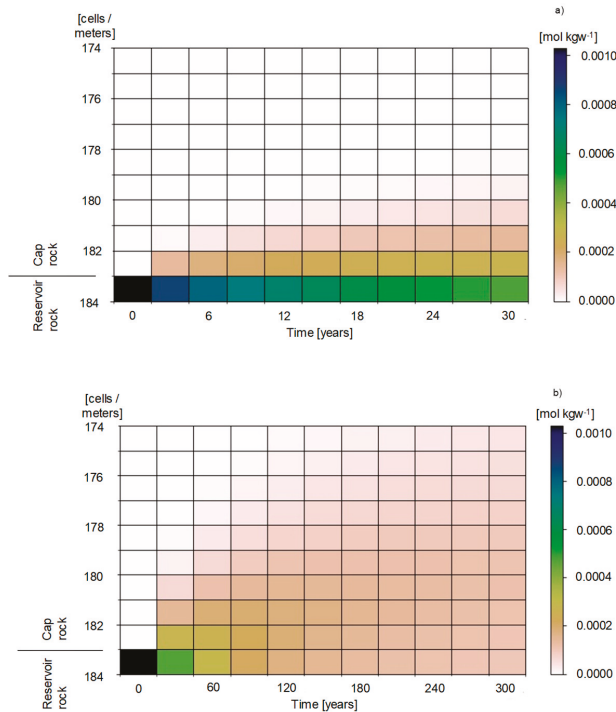 a)
[cells /
meters]
[mol kgw⁻¹]
174
176
178
180
182
184
Cap
rock
Reservoir
rock
0
6
12
18
24
30
Time [years]
0.0010
0.0008
0.0006
0.0004
0.0002
0.0000
b)
[cells /
meters]
[mol kgw⁻¹]
174
176
178
180
182
184
Cap
rock
Reservoir
rock
0
60
120
180
240
300
Time [years]
0.0010
0.0008
0.0006
0.0004
0.0002
0.0000